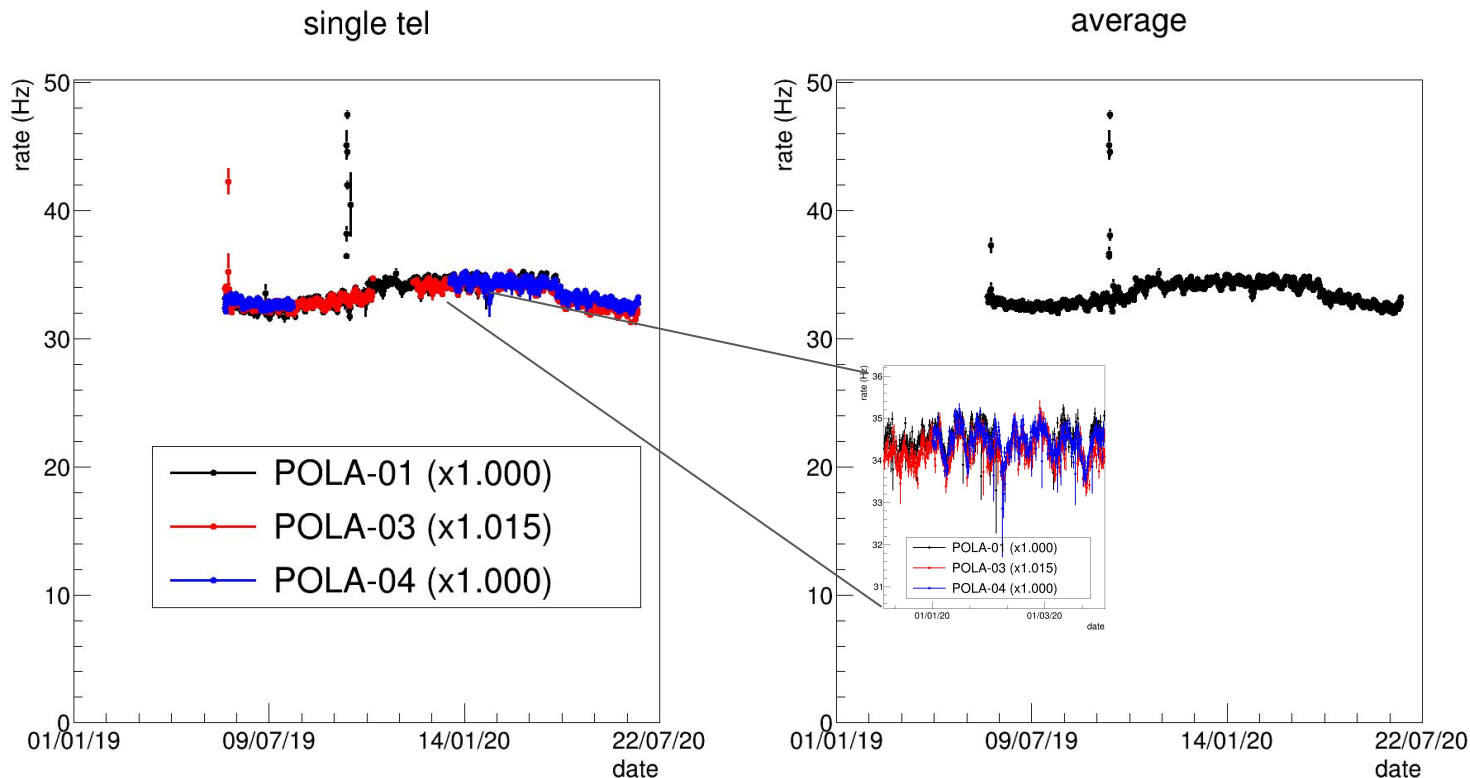 single tel
average
rate (Hz)
50
40
30
20
10
0
POLA-01 (x1.000)
POLA-03 (x1.015)
POLA-04 (x1.000)
01/01/19
09/07/19
14/01/20
22/07/20
date
rate (Hz)
50
40
30
20
10
0
01/01/19
09/07/19
14/01/20
22/07/20
date
rate (Hz)
36
35
34
33
32
31
POLA-01 (x1.000)
POLA-03 (x1.015)
POLA-04 (x1.000)
01/01/20
01/03/20
date